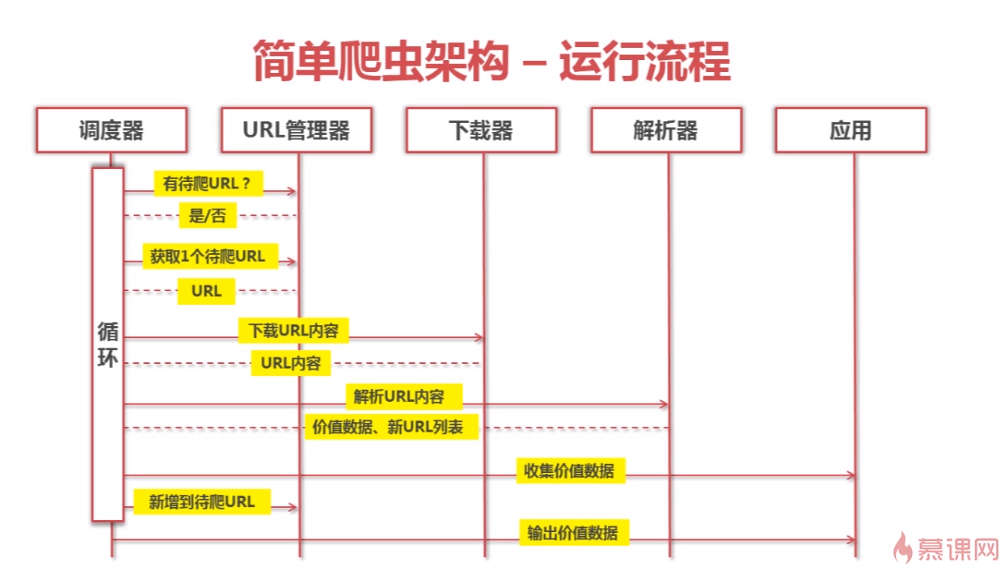 简单爬虫架构 – 运行流程
调度器
URL管理器
下载器
解析器
应用
有待爬URL？
是/否
获取1个待爬URL
URL
循环
下载URL内容
URL内容
解析URL内容
价值数据、新URL列表
收集价值数据
新增到待爬URL
输出价值数据
慕课网